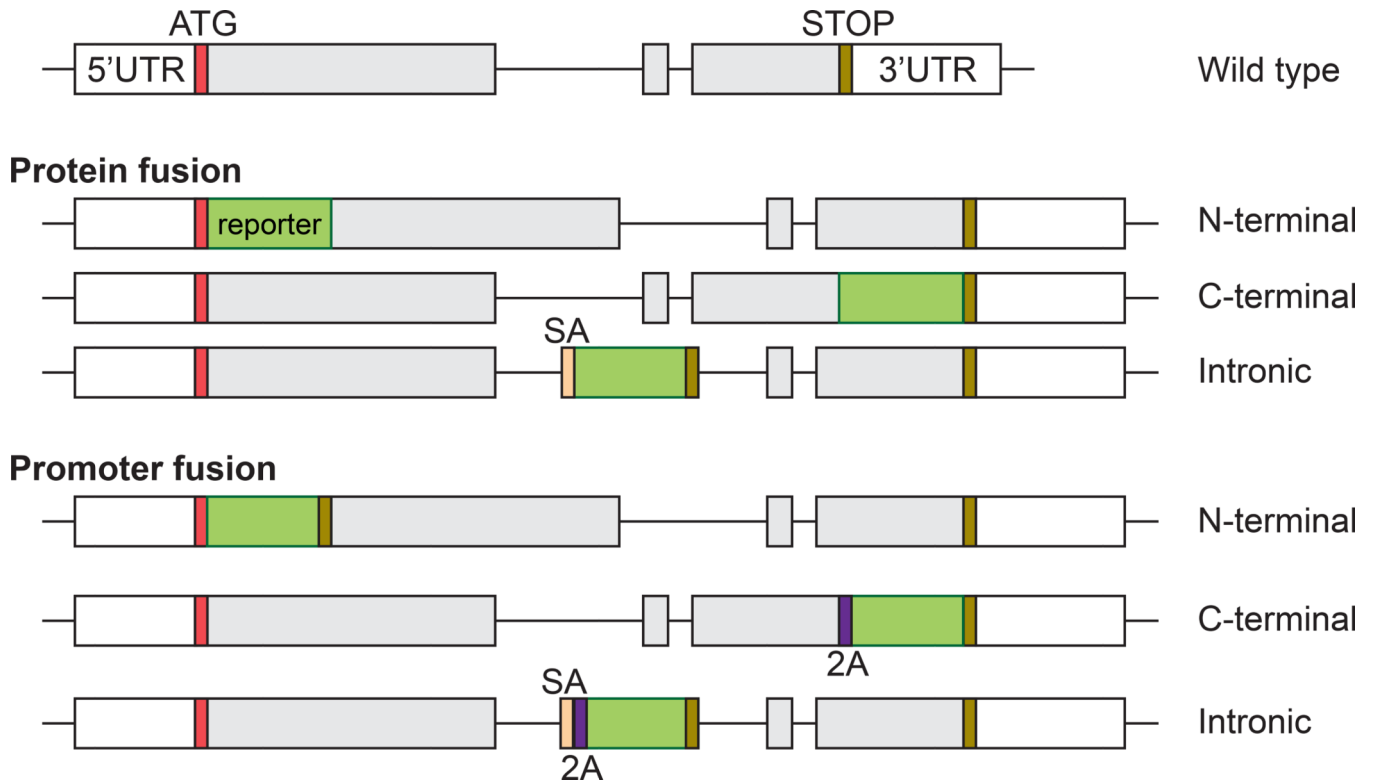 ATG STOP
5’UTR 3’UTR Wild type
Protein fusion
reporter N-terminal
C-terminal
SA
Intronic
Promoter fusion
N-terminal
C-terminal
2A
SA
Intronic
2A